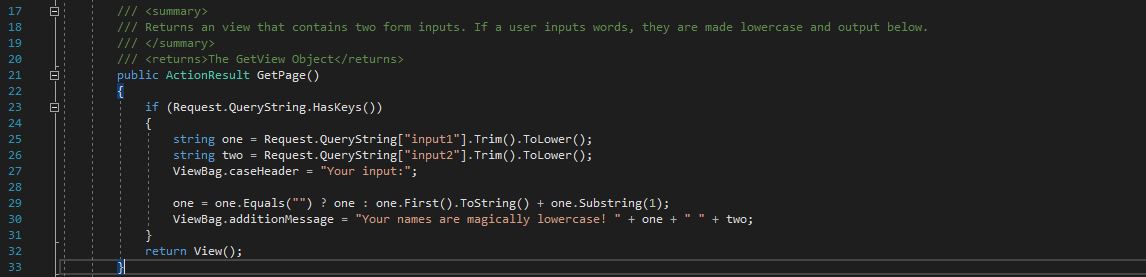 17 /// <summary>
18 /// Returns an view that contains two form inputs. If a user inputs words, they are made lowercase and output below.
19 /// </summary>
20 /// <returns>The GetView Object</returns>
21 public ActionResult GetPage()
22 {
23 if (Request.QueryString.HasKeys())
24 {
25 string one = Request.QueryString["input1"].Trim().ToLower();
26 string two = Request.QueryString["input2"].Trim().ToLower();
27 ViewBag.caseHeader = "Your input:";
28
29 one = one.Equals("") ? one : one.First().ToString() + one.Substring(1);
30 ViewBag.additionMessage = "Your names are magically lowercase! " + one + " " + two;
31 }
32 return View();
33 }